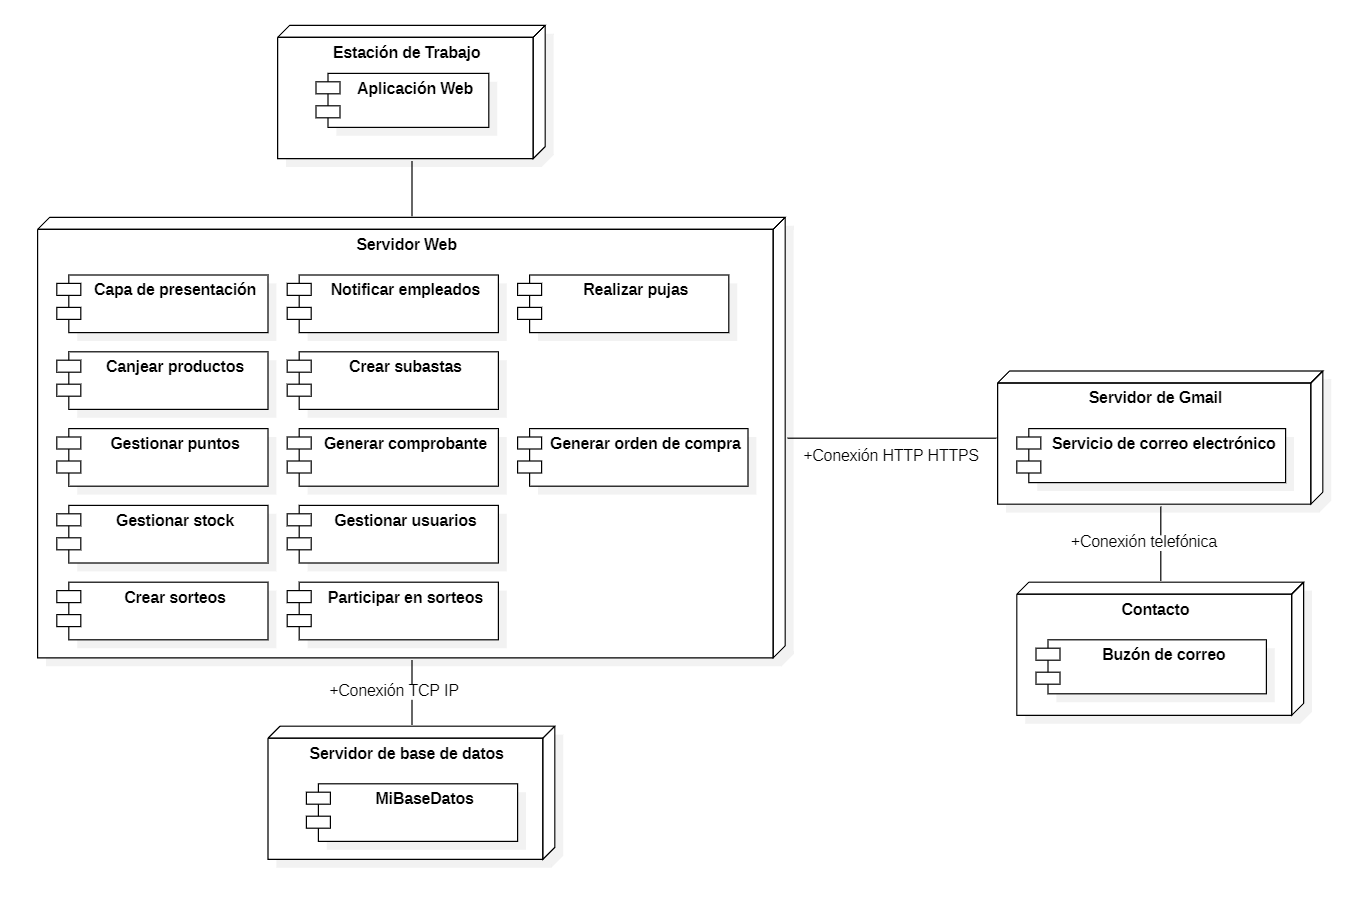 Estación de Trabajo
Aplicación Web
Servidor Web
Capa de presentación
Notificar empleados
Realizar pujas
Canjear productos
Crear subastas
Gestionar puntos
Generar comprobante
Generar orden de compra
Gestionar stock
Gestionar usuarios
Crear sorteos
Participar en sorteos
+Conexión HTTP HTTPS
Servidor de Gmail
Servicio de correo electrónico
+Conexión telefónica
Contacto
Buzón de correo
+Conexión TCP IP
Servidor de base de datos
MiBaseDatos